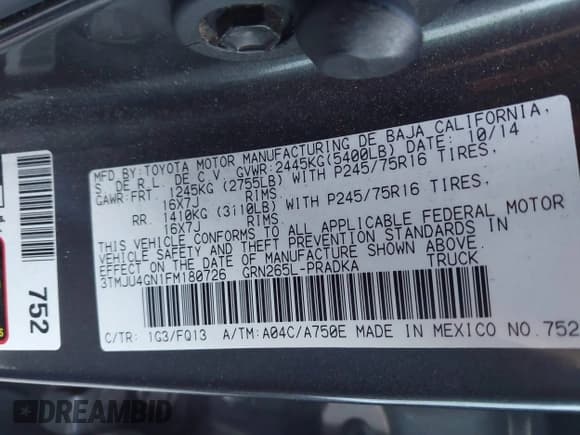 MFD.BY:TOYOTA MOTOR MANUFACTURING DE BAJA CALIFORNIA,
S. DE R.L. DE C.V. GVWR:2445KG(5400LB) DATE: 10/14
GAWR:FRT. 1245KG (2755LB) WITH P245/75R16 TIRES,
16X7J RIMS
RR. 1410KG (3110LB) WITH P245/75R16 TIRES,
16X7J RIMS
THIS VEHICLE CONFORMS TO ALL APPLICABLE FEDERAL MOTOR
VEHICLE SAFETY AND THEFT PREVENTION STANDARDS IN
EFFECT ON THE DATE OF MANUFACTURE SHOWN ABOVE.
3TMJU4GN1FM180726 GRN265L-PRADKA TRUCK
C/TR: 1G3/FQ13 A/TM:A04C/A750E MADE IN MEXICO NO.752
752
DREAMBID